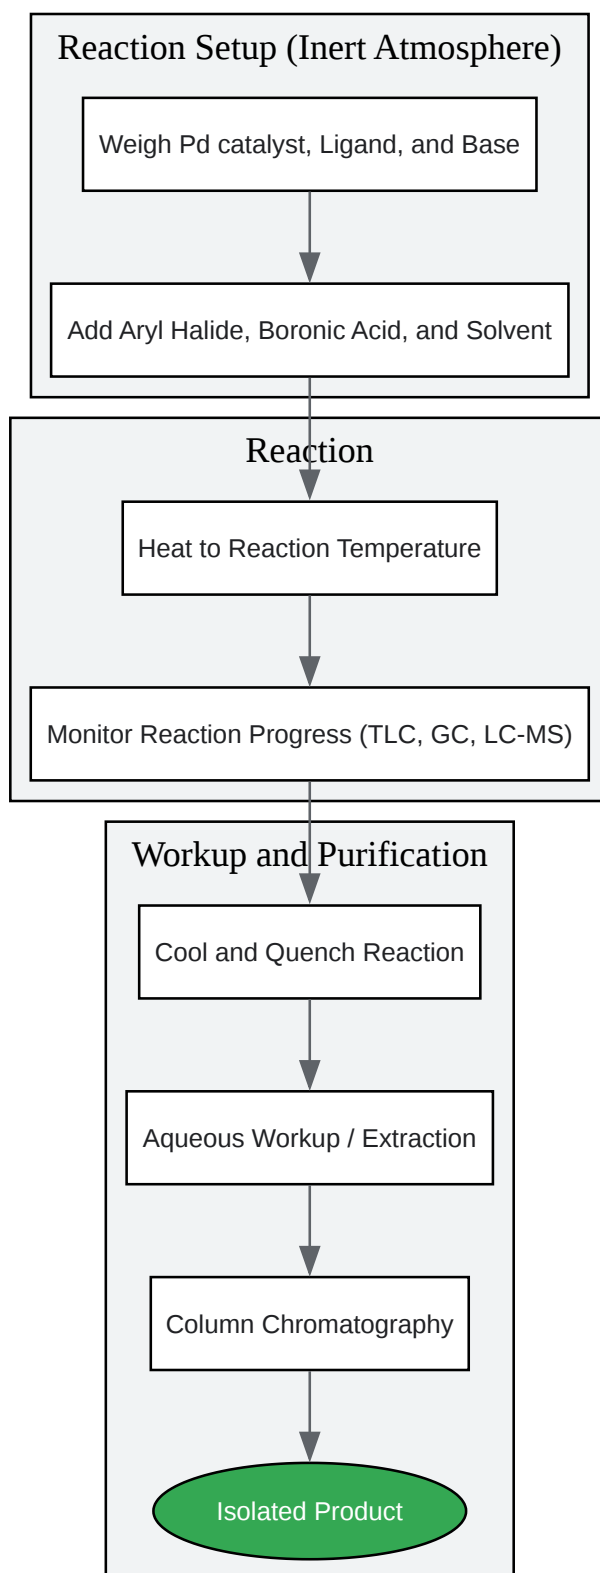 Reaction Setup (Inert Atmosphere)
Weigh Pd catalyst, Ligand, and Base
Add Aryl Halide, Boronic Acid, and Solvent
Reaction
Heat to Reaction Temperature
Monitor Reaction Progress (TLC, GC, LC-MS)
Workup and Purification
Cool and Quench Reaction
Aqueous Workup / Extraction
Column Chromatography
Isolated Product